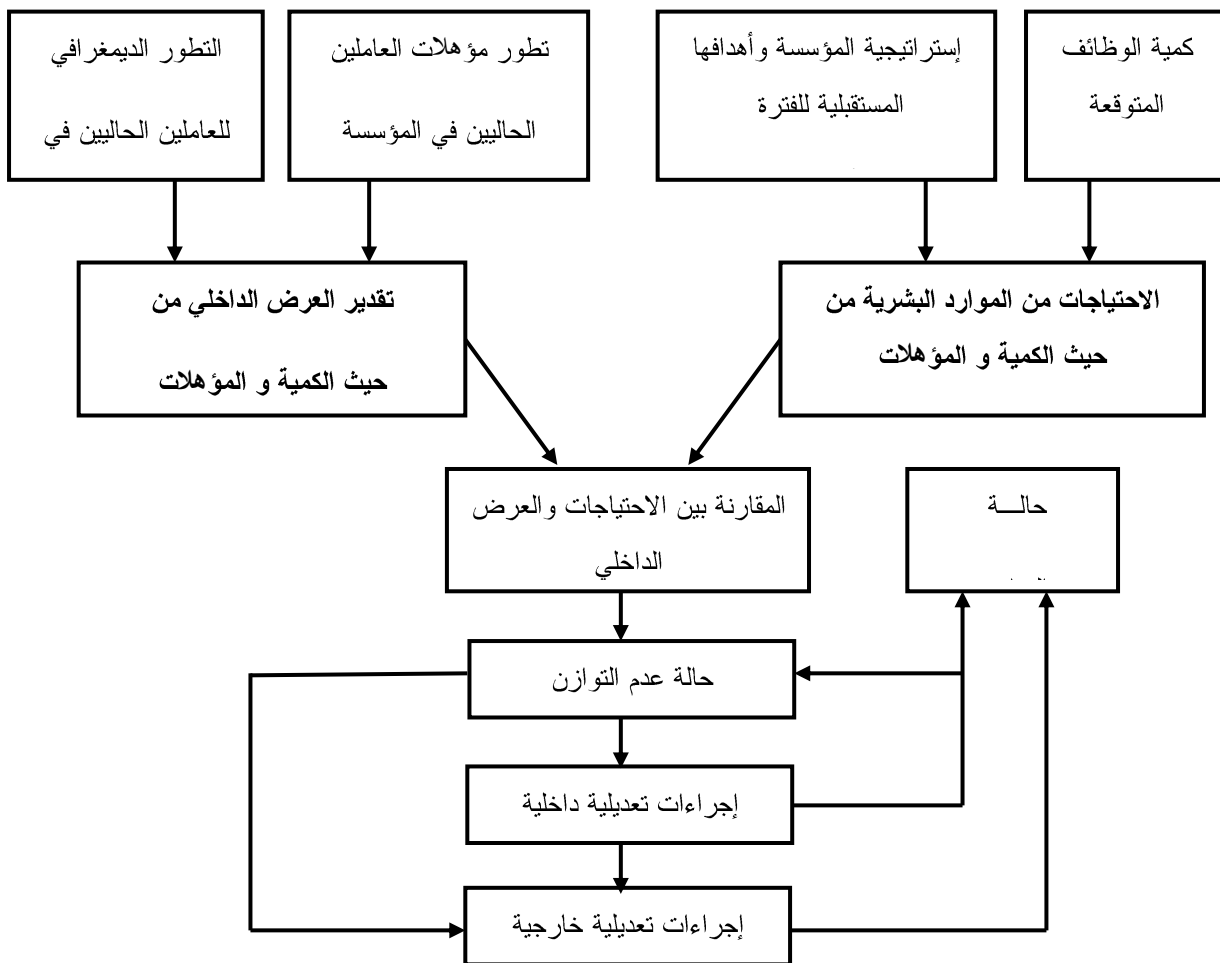 كمية الوظائف
المتوقعة
إستراتيجية المؤسسة وأهدافها
المستقبلية للفترة
تطور مؤهلات العاملين
الحاليين في المؤسسة
التطور الديمغرافي
للعاملين الحاليين في
الاحتياجات من الموارد البشرية من
حيث الكمية و المؤهلات
تقدير العرض الداخلي من
حيث الكمية و المؤهلات
المقارنة بين الاحتياجات والعرض
الداخلي
حالـــة
حالة عدم التوازن
إجراءات تعديلية داخلية
إجراءات تعديلية خارجية